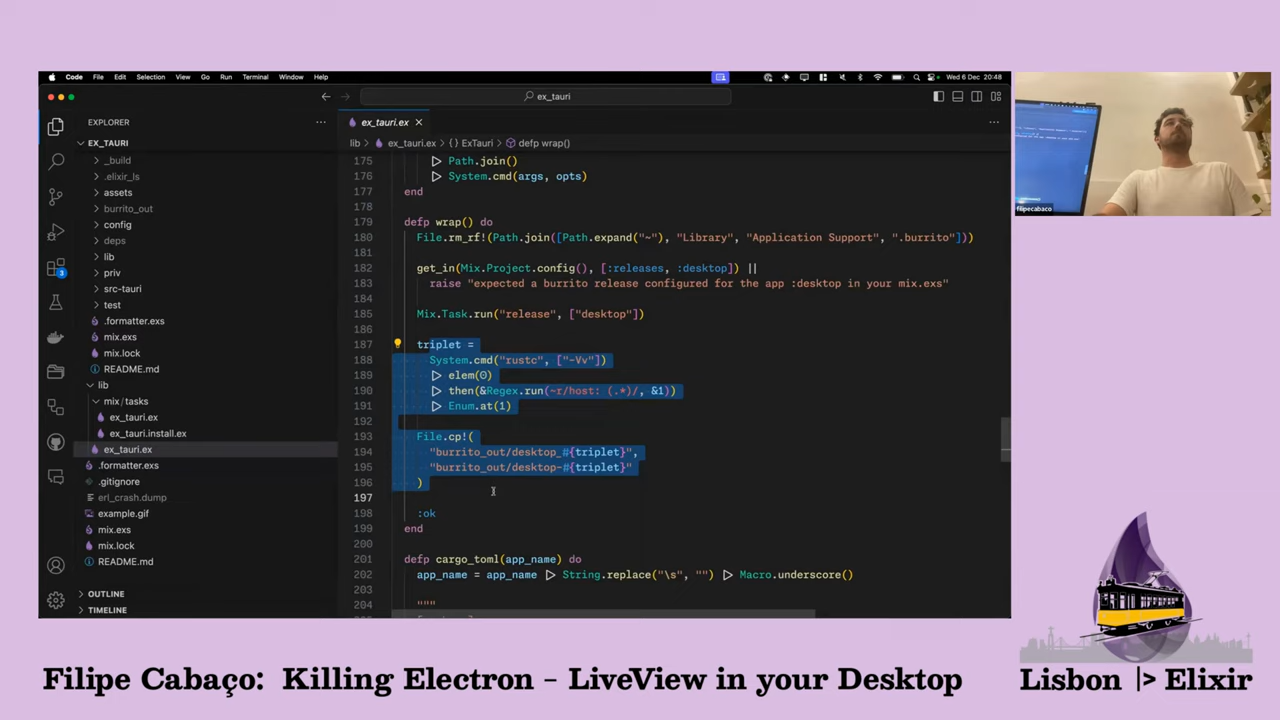 Code File Edit Selection View Go Run Terminal Window Help
Wed 6 Dec 20:48
ex_tauri
EXPLORER
EX_TAURI
_build
.elixir_ls
assets
burrito_out
config
deps
lib
priv
src-tauri
test
.formatter.exs
mix.exs
mix.lock
README.md
lib
mix/tasks
ex_tauri.ex
ex_tauri.install.ex
ex_tauri.ex
.formatter.exs
.gitignore
erl_crash.dump
example.gif
mix.exs
mix.lock
README.md
OUTLINE
TIMELINE
3
ex_tauri.ex
lib > ex_tauri.ex > {} ExTauri > defp wrap()
175 |> Path.join()
176 |> System.cmd(args, opts)
177 end
178
179 defp wrap() do
180 File.rm_rf!(Path.join([Path.expand("~"), "Library", "Application Support", ".burrito"]))
181
182 get_in(Mix.Project.config(), [:releases, :desktop]) ||
183 raise "expected a burrito release configured for the app :desktop in your mix.exs"
184
185 Mix.Task.run("release", ["desktop"])
186
187 triplet =
188 System.cmd("rustc", ["-Vv"])
189 |> elem(0)
190 |> then(&Regex.run(~r/host: (.*)/, &1))
191 |> Enum.at(1)
192
193 File.cp!(
194 "burrito_out/desktop_#{triplet}",
195 "burrito_out/desktop-#{triplet}"
196 )
197
198 :ok
199 end
200
201 defp cargo_toml(app_name) do
202 app_name = app_name |> String.replace("\s", "") |> Macro.underscore()
203
204 """
filipecabaco
Filipe Cabaço: Killing Electron - LiveView in your Desktop
Lisbon |> Elixir